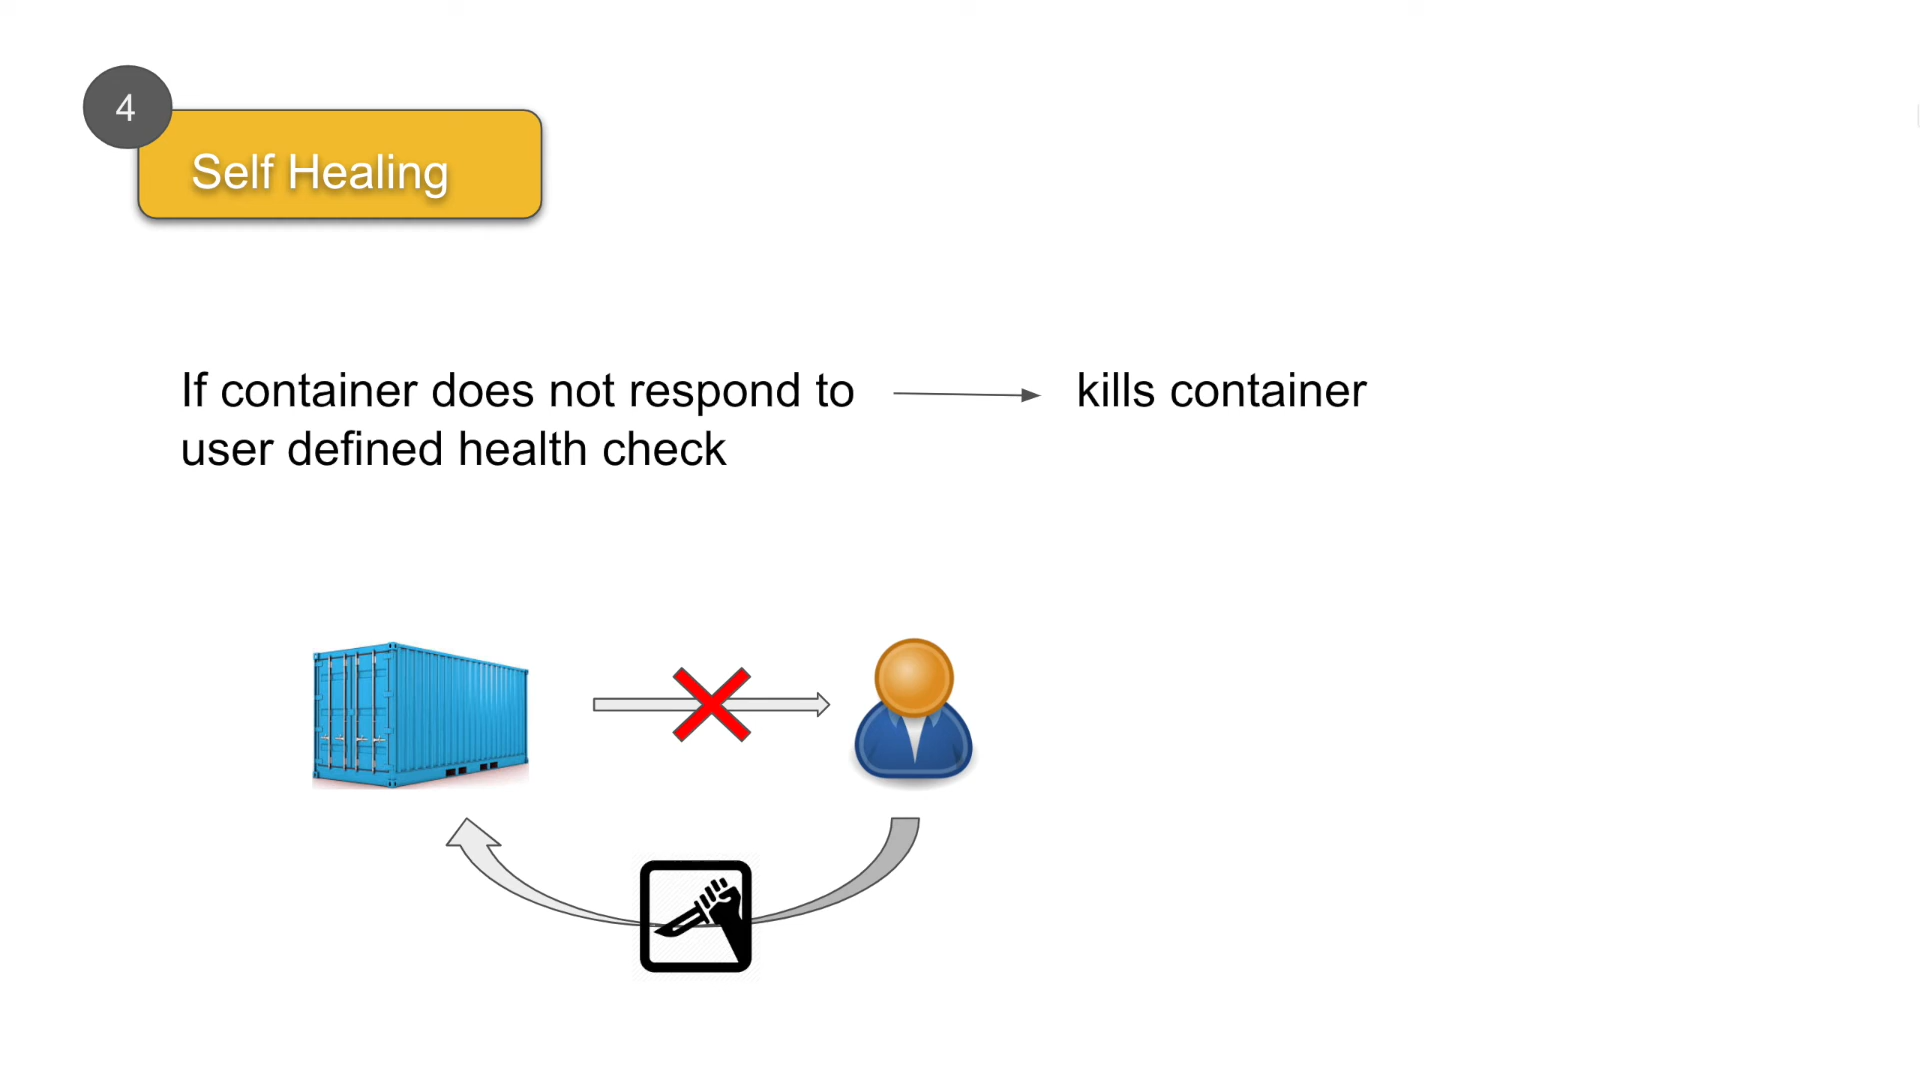 4
Self Healing
If container does not respond to
kills container
user defined health check